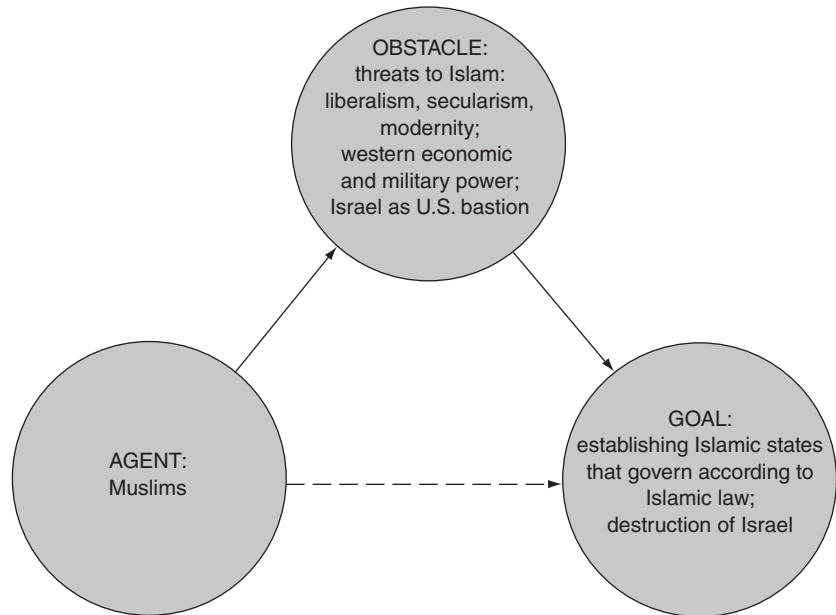 OBSTACLE:
threats to Islam:
liberalism, secularism,
modernity;
western economic
and military power;
Israel as U.S. bastion
AGENT:
Muslims
GOAL:
establishing Islamic states
that govern according to
Islamic law;
destruction of Israel